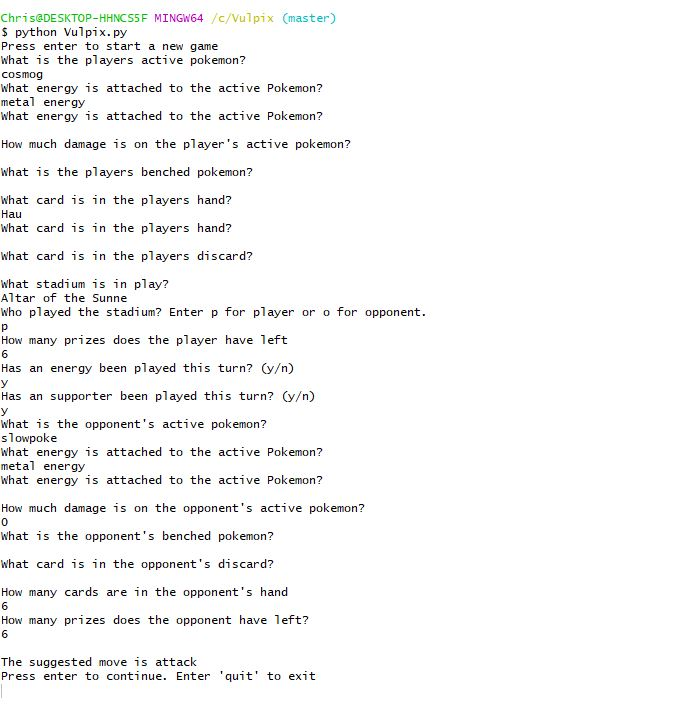 Chris@DESKTOP-HHNCS5F MINGW64 /c/Vulpix (master)
$ python Vulpix.py
Press enter to start a new game
What is the players active pokemon?
cosmog
What energy is attached to the active Pokemon?
metal energy
What energy is attached to the active Pokemon?
How much damage is on the player's active pokemon?
What is the players benched pokemon?
What card is in the players hand?
Hau
What card is in the players hand?
What card is in the players discard?
What stadium is in play?
Altar of the Sunne
Who played the stadium? Enter p for player or o for opponent.
p
How many prizes does the player have left
6
Has an energy been played this turn? (y/n)
y
Has an supporter been played this turn? (y/n)
y
What is the opponent's active pokemon?
slowpoke
What energy is attached to the active Pokemon?
metal energy
What energy is attached to the active Pokemon?
How much damage is on the opponent's active pokemon?
0
What is the opponent's benched pokemon?
What card is in the opponent's discard?
How many cards are in the opponent's hand
6
How many prizes does the opponent have left?
6
The suggested move is attack
Press enter to continue. Enter 'quit' to exit